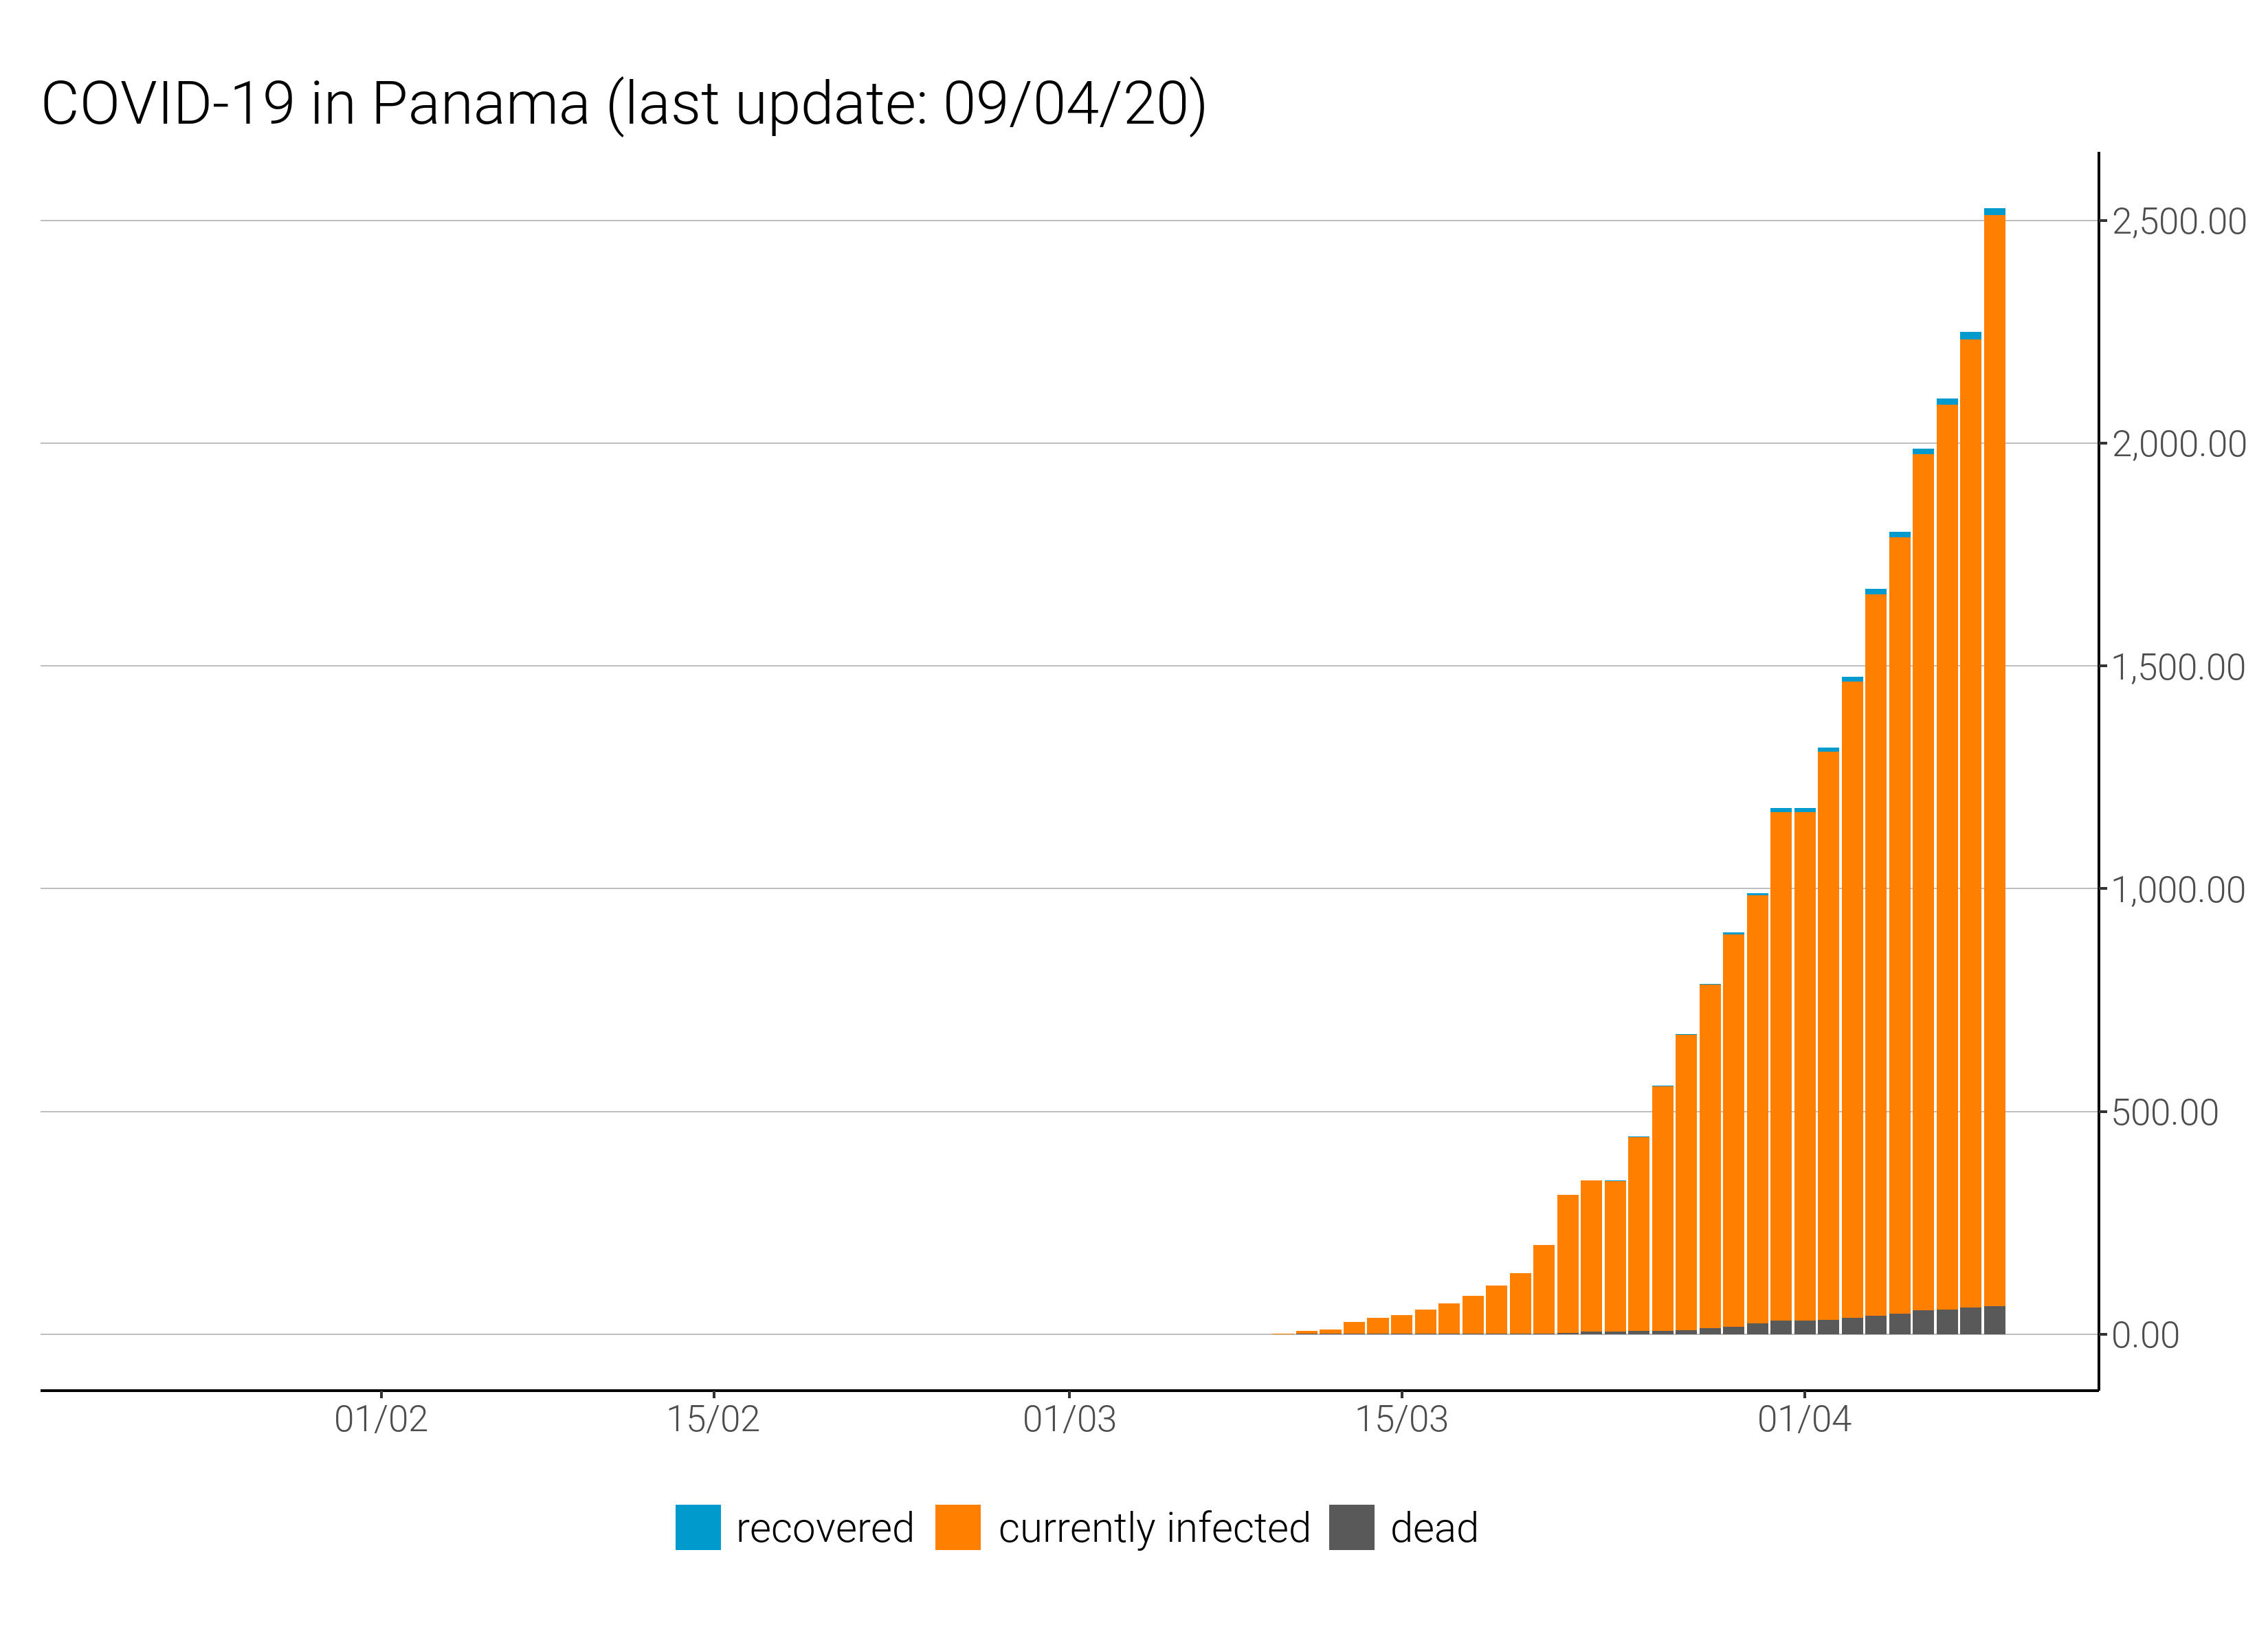 COVID-19 in Panama (last update: 09/04/20)
2,500.00
2,000.00
1,500.00
1,000.00
500.00
0.00
01/02 15/02 01/03 15/03 01/04
recovered currently infected dead